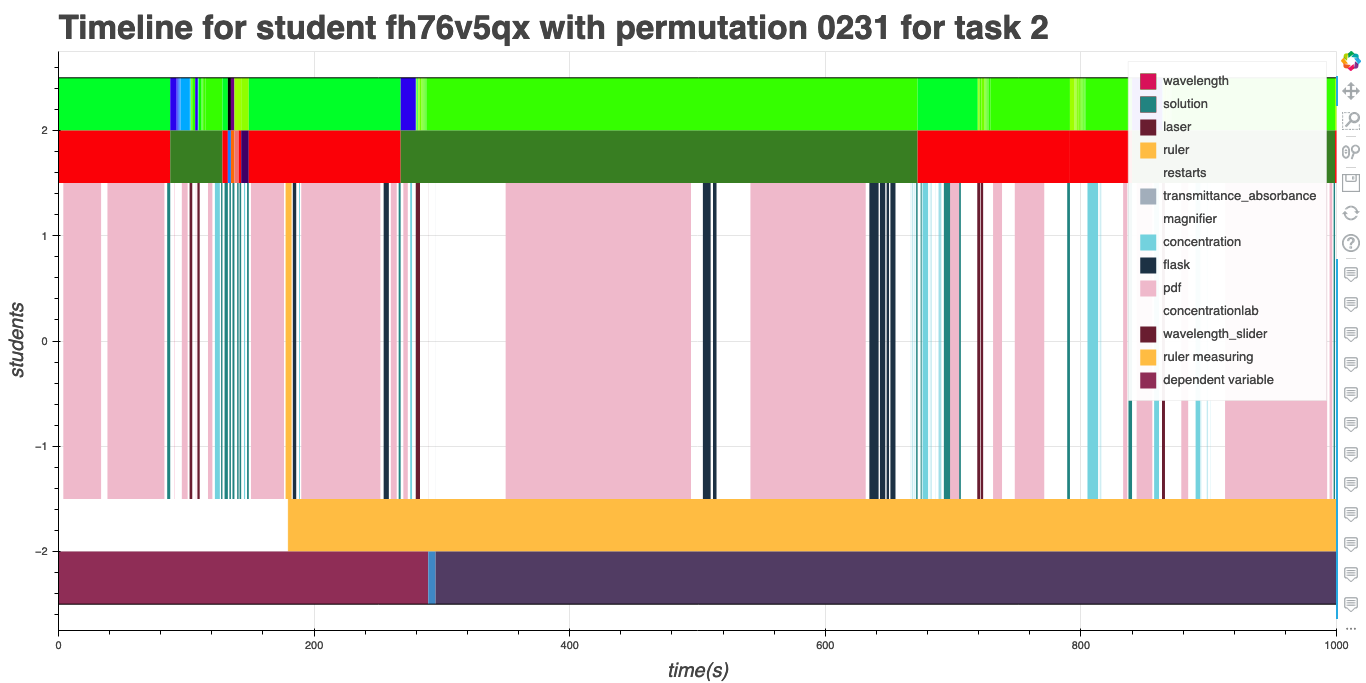 Timeline for student fh76v5qx with permutation 0231 for task 2
wavelength
solution
laser
ruler
restarts
transmittance_absorbance
magnifier
concentration
flask
pdf
concentrationlab
wavelength_slider
ruler measuring
dependent variable
students
2
1
0
−1
−2
0
200
400
600
800
1000
time(s)